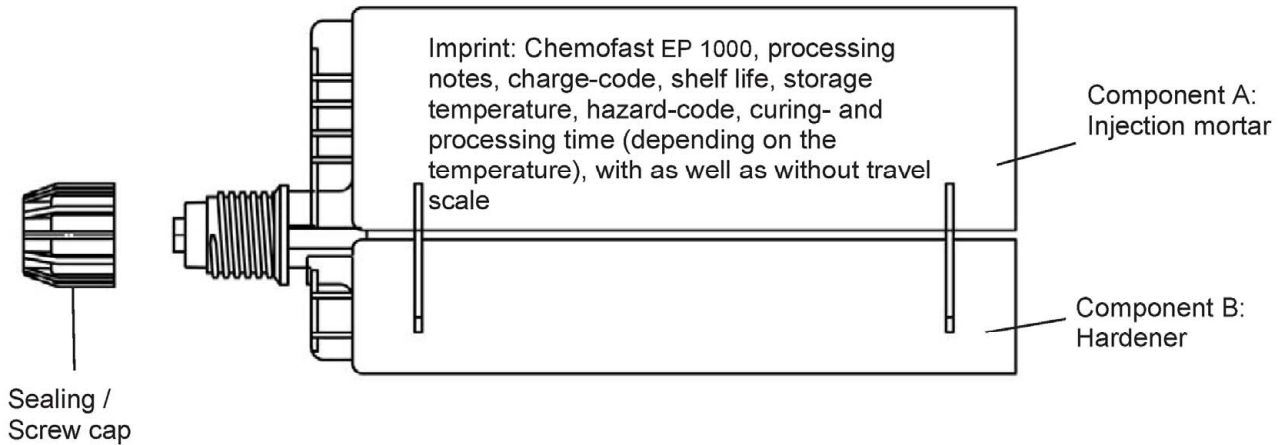 Imprint: Chemofast EP 1000, processing
notes, charge-code, shelf life, storage
temperature, hazard-code, curing- and
processing time (depending on the
temperature), with as well as without travel
scale
Component A:
Injection mortar
Component B:
Hardener
Sealing /
Screw cap